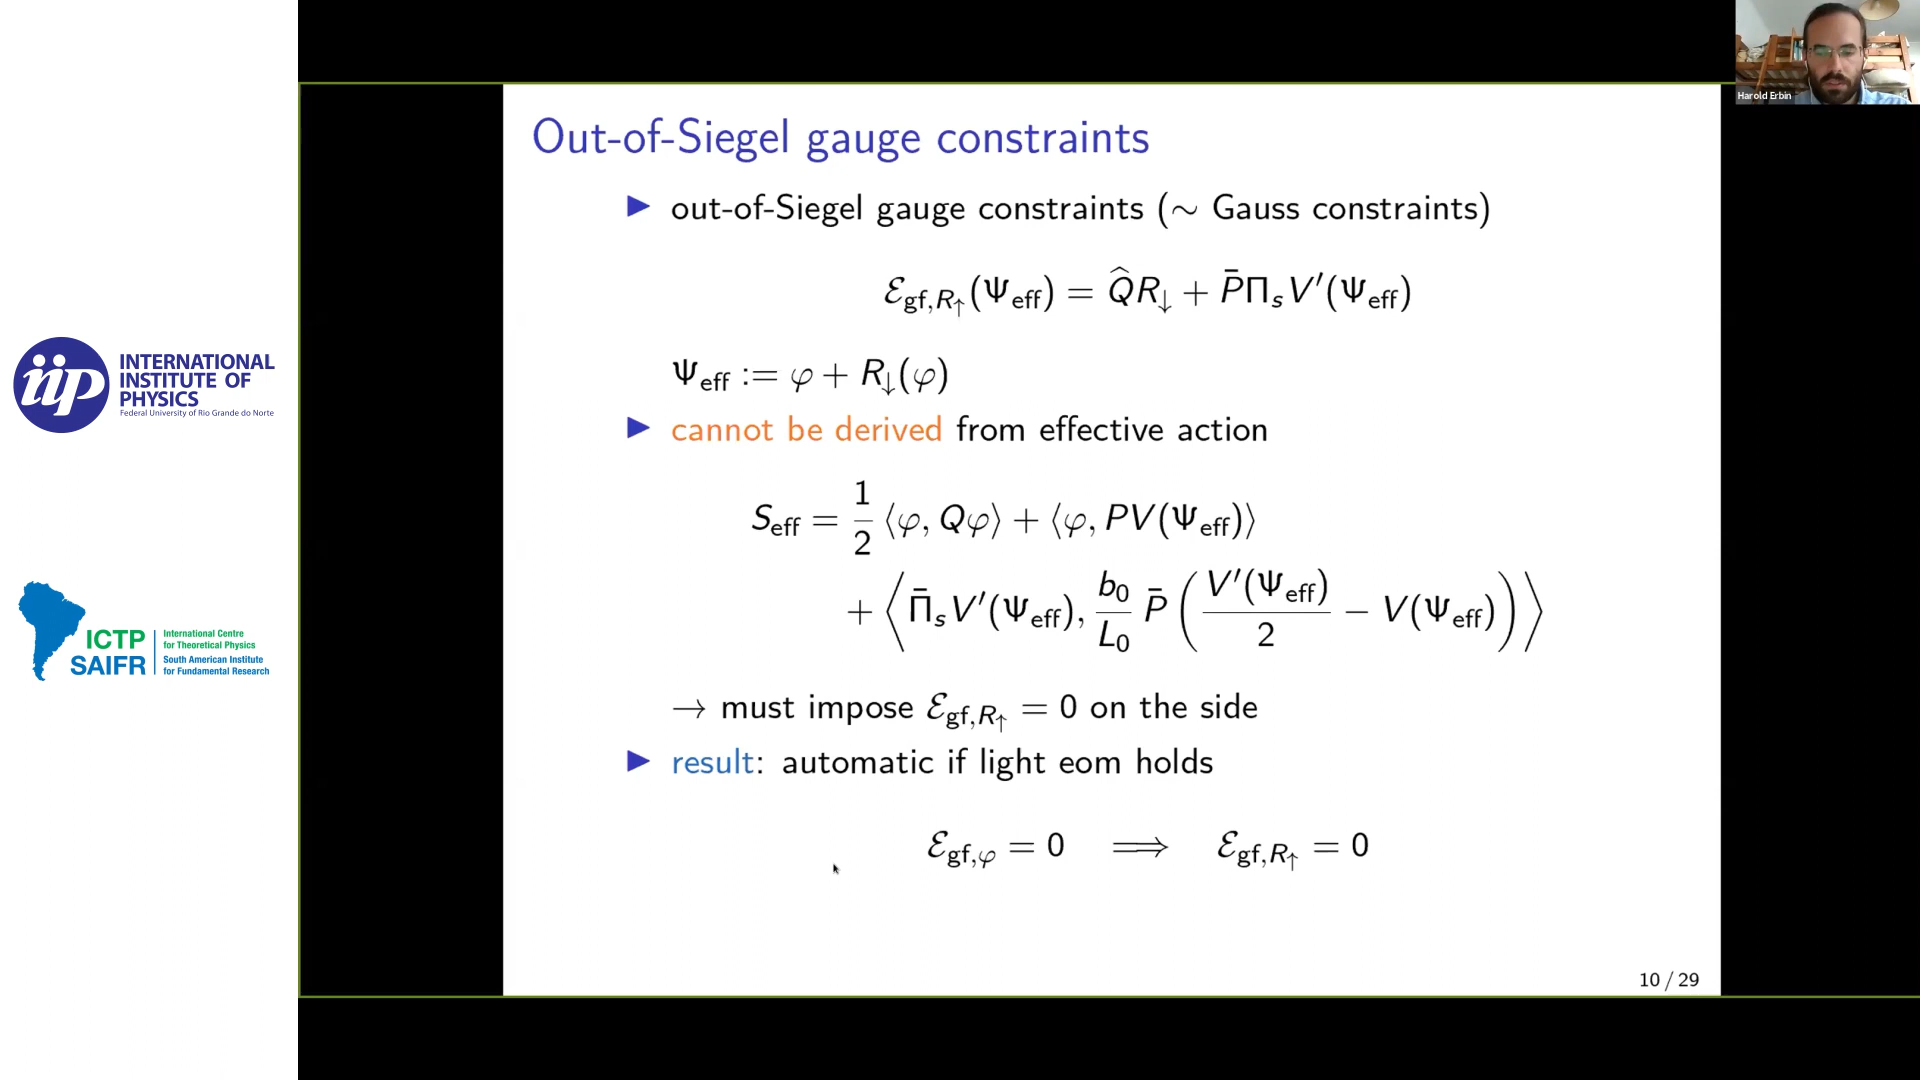 Harold Erbin
Out-of-Siegel gauge constraints
▶ out-of-Siegel gauge constraints (∼ Gauss constraints)
ℰ_{gf,R↑}(Ψ_eff) = Q̂R↓ + P̄Π_s V′(Ψ_eff)
Ψ_eff := φ + R↓(φ)
▶ cannot be derived from effective action
S_eff = 1/2 ⟨φ, Qφ⟩ + ⟨φ, PV(Ψ_eff)⟩
+ ⟨Π̄_s V′(Ψ_eff), b₀/L₀ P̄ (V′(Ψ_eff)/2 − V(Ψ_eff))⟩
→ must impose ℰ_{gf,R↑} = 0 on the side
▶ result: automatic if light eom holds
ℰ_{gf,φ} = 0 ⟹ ℰ_{gf,R↑} = 0
10 / 29
iip
INTERNATIONAL
INSTITUTE OF
PHYSICS
Federal University of Rio Grande do Norte
ICTP
SAIFR
International Centre
for Theoretical Physics
South American Institute
for Fundamental Research